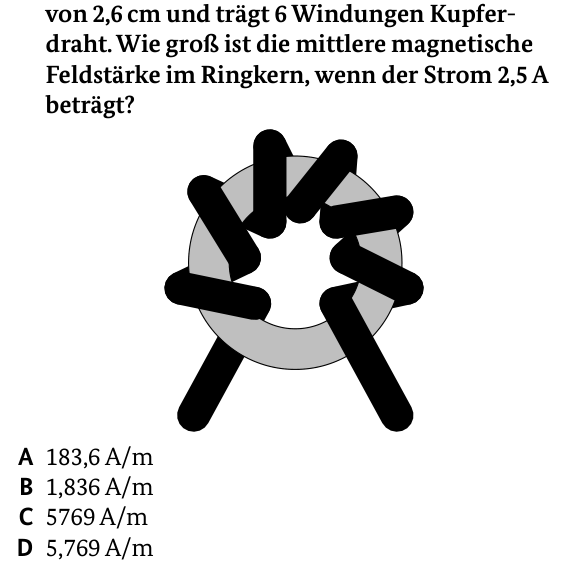 von 2,6 cm und trägt 6 Windungen Kupfer-
draht. Wie groß ist die mittlere magnetische
Feldstärke im Ringkern, wenn der Strom 2,5 A
beträgt?
A 183,6 A/m
B 1,836 A/m
C 5769 A/m
D 5,769 A/m